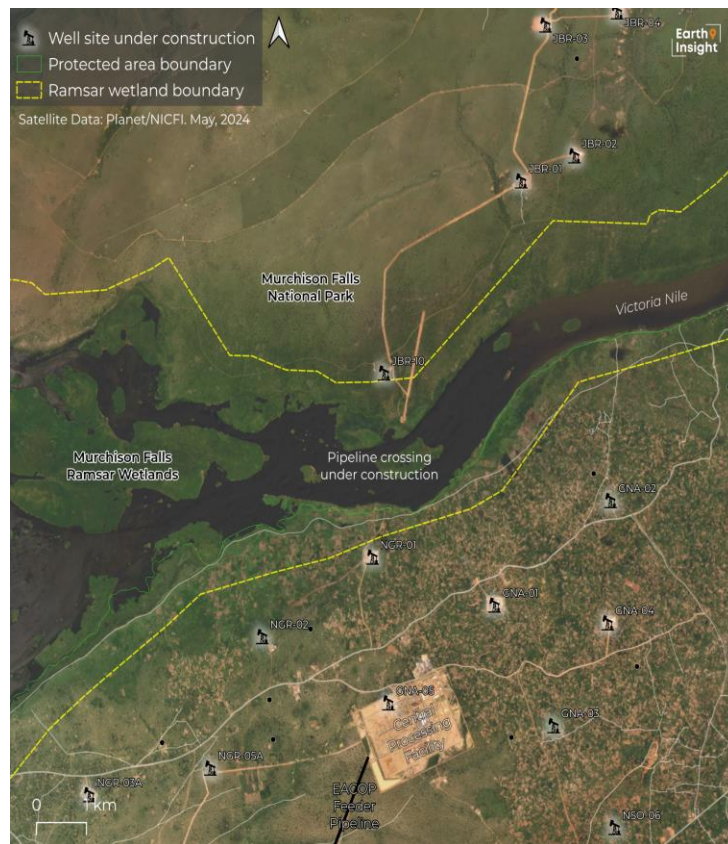 Well site under construction
Protected area boundary
Ramsar wetland boundary
Satellite Data: Planet/NICFI. May, 2024
Earth
Insight
JBR-03
JBR-04
JBR-02
JBR-01
Murchison Falls
National Park
Victoria Nile
JBR-10
Murchison Falls
Ramsar Wetlands
Pipeline crossing
under construction
GNA-02
NGR-01
GNA-01
GNA-04
NGR-02
GNA-05
Central
Processing
Facility
GNA-03
NGR-05A
NGR-03A
EACOP
Feeder
Pipeline
0
1 km
NSO-06